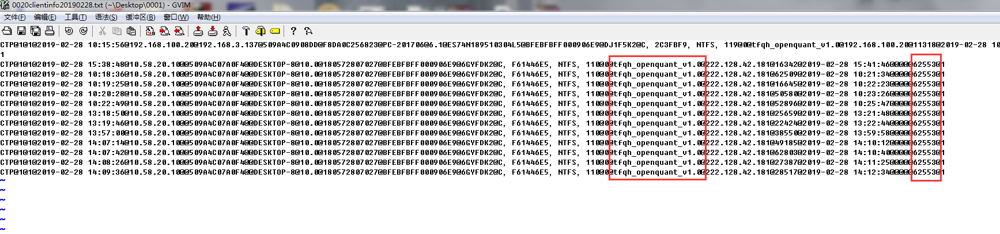 0020clientinfo20190228.txt (~\Desktop\0001) - GVIM
文件(F) 编辑(E) 工具(T) 语法(S) 缓冲区(B) 窗口(W) 帮助(H)
CTP@1@1@2019-02-28 10:15:56@192.168.100.20@192.168.3.137@509A4C0908DD@F8DA0C256823@PC-201706@6.1@ES74N189510304L5@BFEBFBFF000906E9@DJ1F5K2@C, 2C3FBF9, NTFS, 119@0@tfqh_openquant_v1.0@192.168.100.20@11318@2019-02-28 10
1
CTP@1@1@2019-02-28 15:38:48@10.58.20.10@@509A4C07A0F4@@DESKTOP-8@10.0@180572807027@BFEBFBFF000906E9@6GYFDK2@C, F61446E5, NTFS, 110@0@tfqh_openquant_v1.0@222.128.42.181@16342@2019-02-28 15:41:46@@@@@62553@1
CTP@1@1@2019-02-28 10:18:36@10.58.20.10@@509A4C07A0F4@@DESKTOP-8@10.0@180572807027@BFEBFBFF000906E9@6GYFDK2@C, F61446E5, NTFS, 110@0@tfqh_openquant_v1.0@222.128.42.181@62509@2019-02-28 10:21:34@@@@@62553@1
CTP@1@1@2019-02-28 10:19:25@10.58.20.10@@509A4C07A0F4@@DESKTOP-8@10.0@180572807027@BFEBFBFF000906E9@6GYFDK2@C, F61446E5, NTFS, 110@0@tfqh_openquant_v1.0@222.128.42.181@16645@2019-02-28 10:22:23@@@@@62553@1
CTP@1@1@2019-02-28 10:20:28@10.58.20.10@@509A4C07A0F4@@DESKTOP-8@10.0@180572807027@BFEBFBFF000906E9@6GYFDK2@C, F61446E5, NTFS, 110@0@tfqh_openquant_v1.0@222.128.42.181@50580@2019-02-28 10:23:26@@@@@62553@1
CTP@1@1@2019-02-28 10:22:49@10.58.20.10@@509A4C07A0F4@@DESKTOP-8@10.0@180572807027@BFEBFBFF000906E9@6GYFDK2@C, F61446E5, NTFS, 110@0@tfqh_openquant_v1.0@222.128.42.181@52896@2019-02-28 10:25:47@@@@@62553@1
CTP@1@1@2019-02-28 13:18:50@10.58.20.10@@509A4C07A0F4@@DESKTOP-8@10.0@180572807027@BFEBFBFF000906E9@6GYFDK2@C, F61446E5, NTFS, 110@0@tfqh_openquant_v1.0@222.128.42.181@25659@2019-02-28 13:21:48@@@@@62553@1
CTP@1@1@2019-02-28 13:19:46@10.58.20.10@@509A4C07A0F4@@DESKTOP-8@10.0@180572807027@BFEBFBFF000906E9@6GYFDK2@C, F61446E5, NTFS, 110@0@tfqh_openquant_v1.0@222.128.42.181@22424@2019-02-28 13:22:44@@@@@62553@1
CTP@1@1@2019-02-28 13:57:00@10.58.20.10@@509A4C07A0F4@@DESKTOP-8@10.0@180572807027@BFEBFBFF000906E9@6GYFDK2@C, F61446E5, NTFS, 110@0@tfqh_openquant_v1.0@222.128.42.181@38550@2019-02-28 13:59:58@@@@@62553@1
CTP@1@1@2019-02-28 14:07:14@10.58.20.10@@509A4C07A0F4@@DESKTOP-8@10.0@180572807027@BFEBFBFF000906E9@6GYFDK2@C, F61446E5, NTFS, 110@0@tfqh_openquant_v1.0@222.128.42.181@49185@2019-02-28 14:10:12@@@@@62553@1
CTP@1@1@2019-02-28 14:07:42@10.58.20.10@@509A4C07A0F4@@DESKTOP-8@10.0@180572807027@BFEBFBFF000906E9@6GYFDK2@C, F61446E5, NTFS, 110@0@tfqh_openquant_v1.0@222.128.42.181@62803@2019-02-28 14:10:40@@@@@62553@1
CTP@1@1@2019-02-28 14:08:26@10.58.20.10@@509A4C07A0F4@@DESKTOP-8@10.0@180572807027@BFEBFBFF000906E9@6GYFDK2@C, F61446E5, NTFS, 110@0@tfqh_openquant_v1.0@222.128.42.181@27387@2019-02-28 14:11:25@@@@@62553@1
CTP@1@1@2019-02-28 14:09:36@10.58.20.10@@509A4C07A0F4@@DESKTOP-8@10.0@180572807027@BFEBFBFF000906E9@6GYFDK2@C, F61446E5, NTFS, 110@0@tfqh_openquant_v1.0@222.128.42.181@28517@2019-02-28 14:12:34@@@@@62553@1
~
~
~
~
~
~